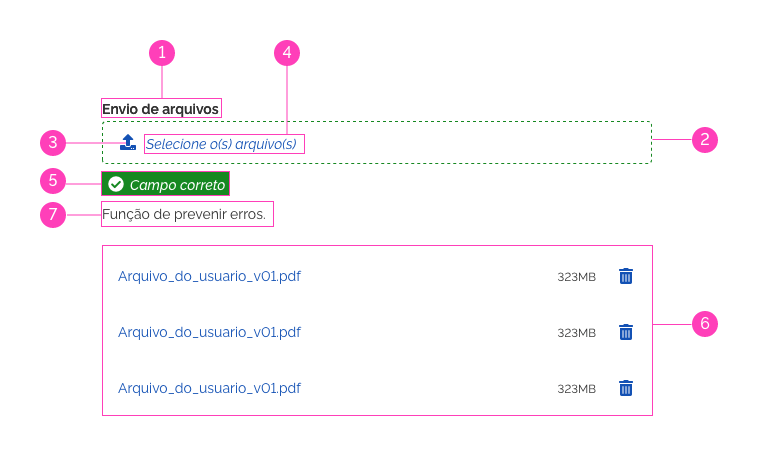 1
4
Envio de arquivos
3
Selecione o(s) arquivo(s)
2
5
Campo correto
7
Função de prevenir erros.
Arquivo_do_usuario_v01.pdf 323MB
6
Arquivo_do_usuario_v01.pdf 323MB
Arquivo_do_usuario_v01.pdf 323MB